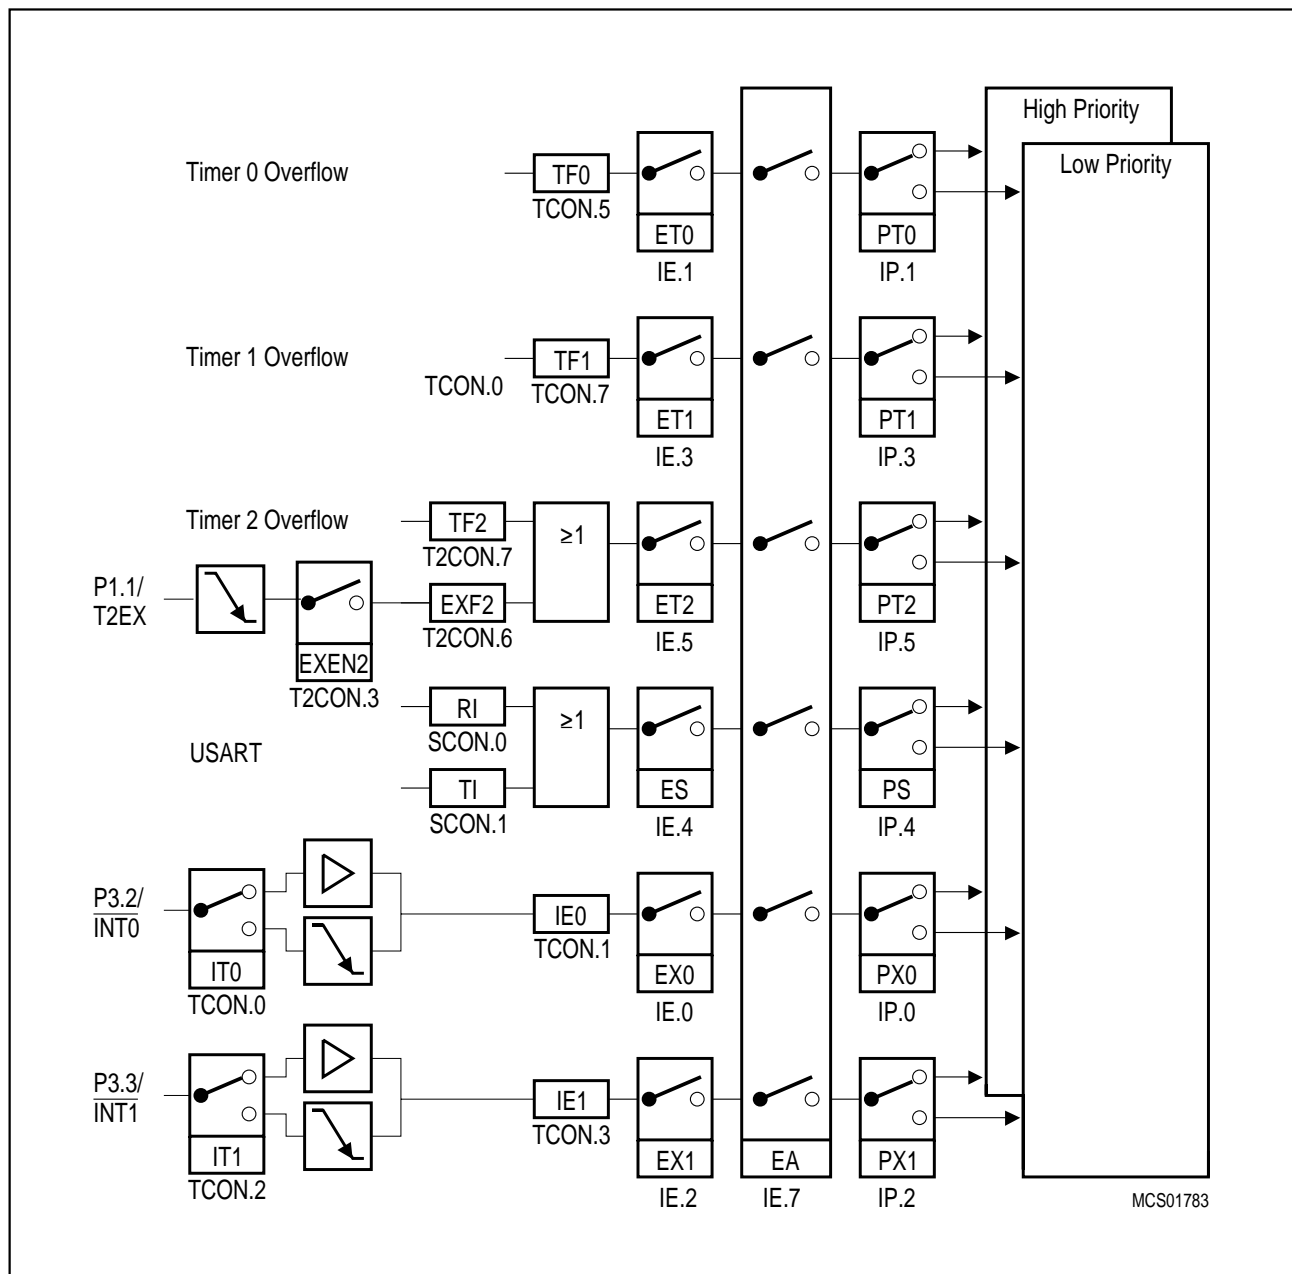 High Priority
Low Priority
Timer 0 Overflow
TF0
TCON.5
ET0
IE.1
PT0
IP.1
Timer 1 Overflow
TCON.0
TF1
TCON.7
ET1
IE.3
PT1
IP.3
Timer 2 Overflow
TF2
T2CON.7
≥1
P1.1/
T2EX
EXEN2
T2CON.3
EXF2
T2CON.6
ET2
IE.5
PT2
IP.5
USART
RI
SCON.0
≥1
TI
SCON.1
ES
IE.4
PS
IP.4
P3.2/
INT0
IT0
TCON.0
IE0
TCON.1
EX0
IE.0
PX0
IP.0
P3.3/
INT1
IT1
TCON.2
IE1
TCON.3
EX1
IE.2
EA
IE.7
PX1
IP.2
MCS01783